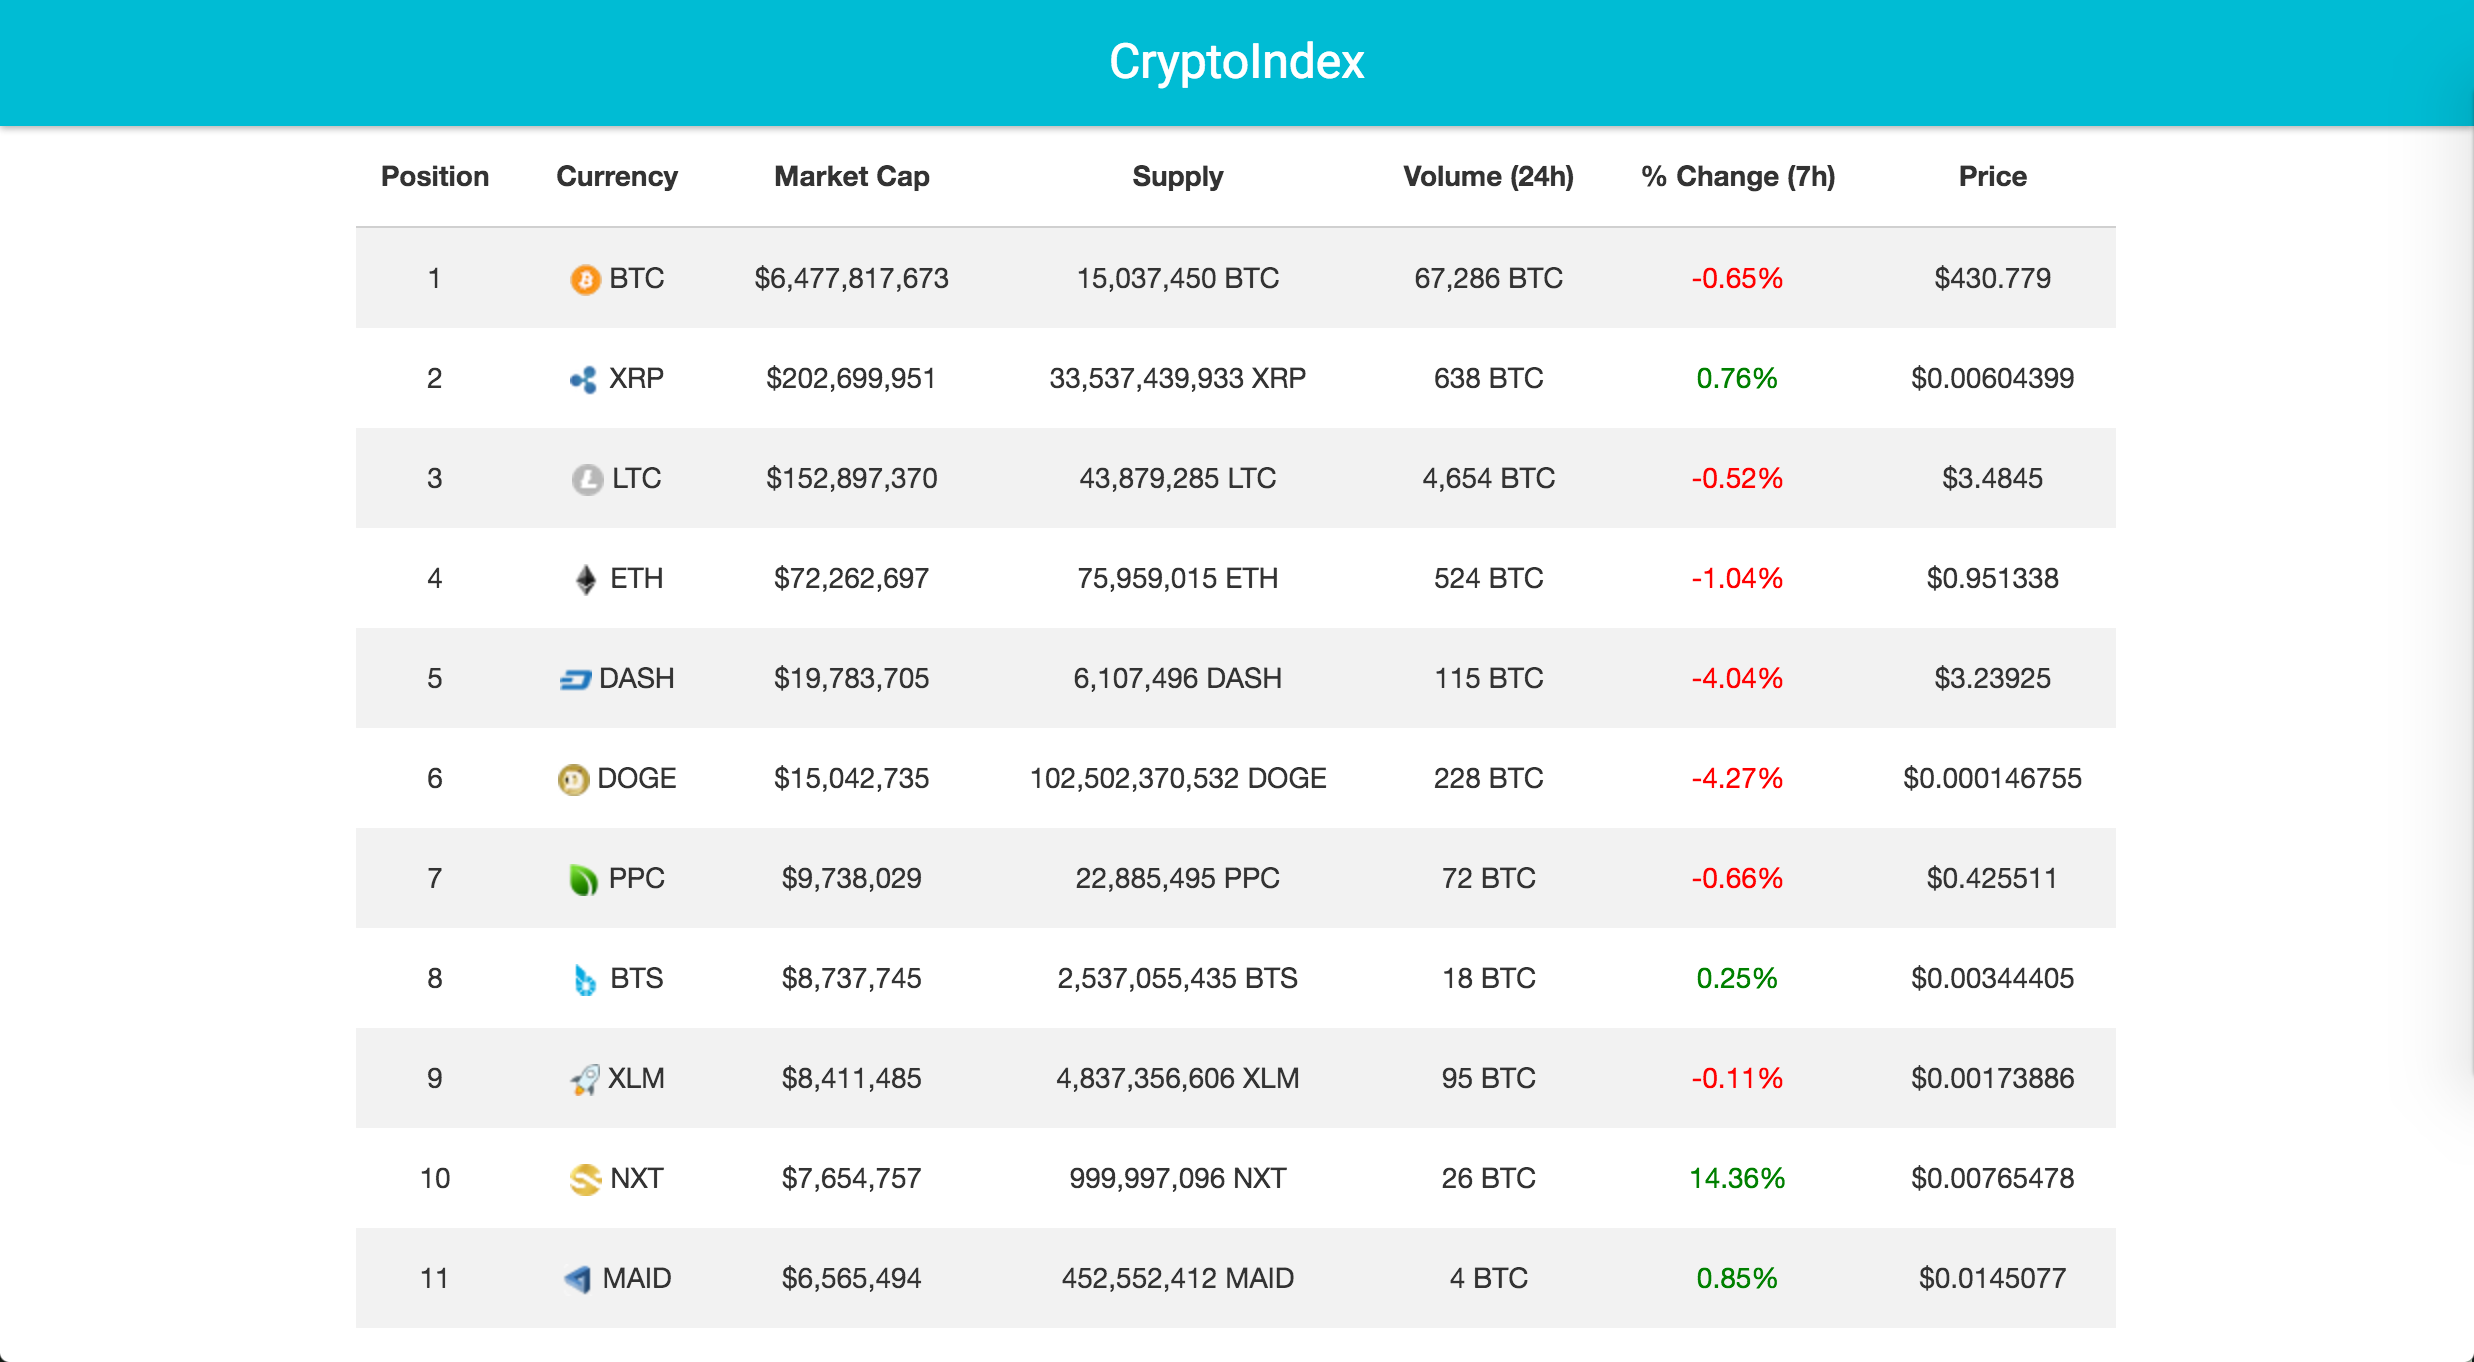 CryptoIndex
Position Currency Market Cap Supply Volume (24h) % Change (7h) Price
1 BTC $6,477,817,673 15,037,450 BTC 67,286 BTC -0.65% $430.779
2 XRP $202,699,951 33,537,439,933 XRP 638 BTC 0.76% $0.00604399
3 LTC $152,897,370 43,879,285 LTC 4,654 BTC -0.52% $3.4845
4 ETH $72,262,697 75,959,015 ETH 524 BTC -1.04% $0.951338
5 DASH $19,783,705 6,107,496 DASH 115 BTC -4.04% $3.23925
6 DOGE $15,042,735 102,502,370,532 DOGE 228 BTC -4.27% $0.000146755
7 PPC $9,738,029 22,885,495 PPC 72 BTC -0.66% $0.425511
8 BTS $8,737,745 2,537,055,435 BTS 18 BTC 0.25% $0.00344405
9 XLM $8,411,485 4,837,356,606 XLM 95 BTC -0.11% $0.00173886
10 NXT $7,654,757 999,997,096 NXT 26 BTC 14.36% $0.00765478
11 MAID $6,565,494 452,552,412 MAID 4 BTC 0.85% $0.0145077